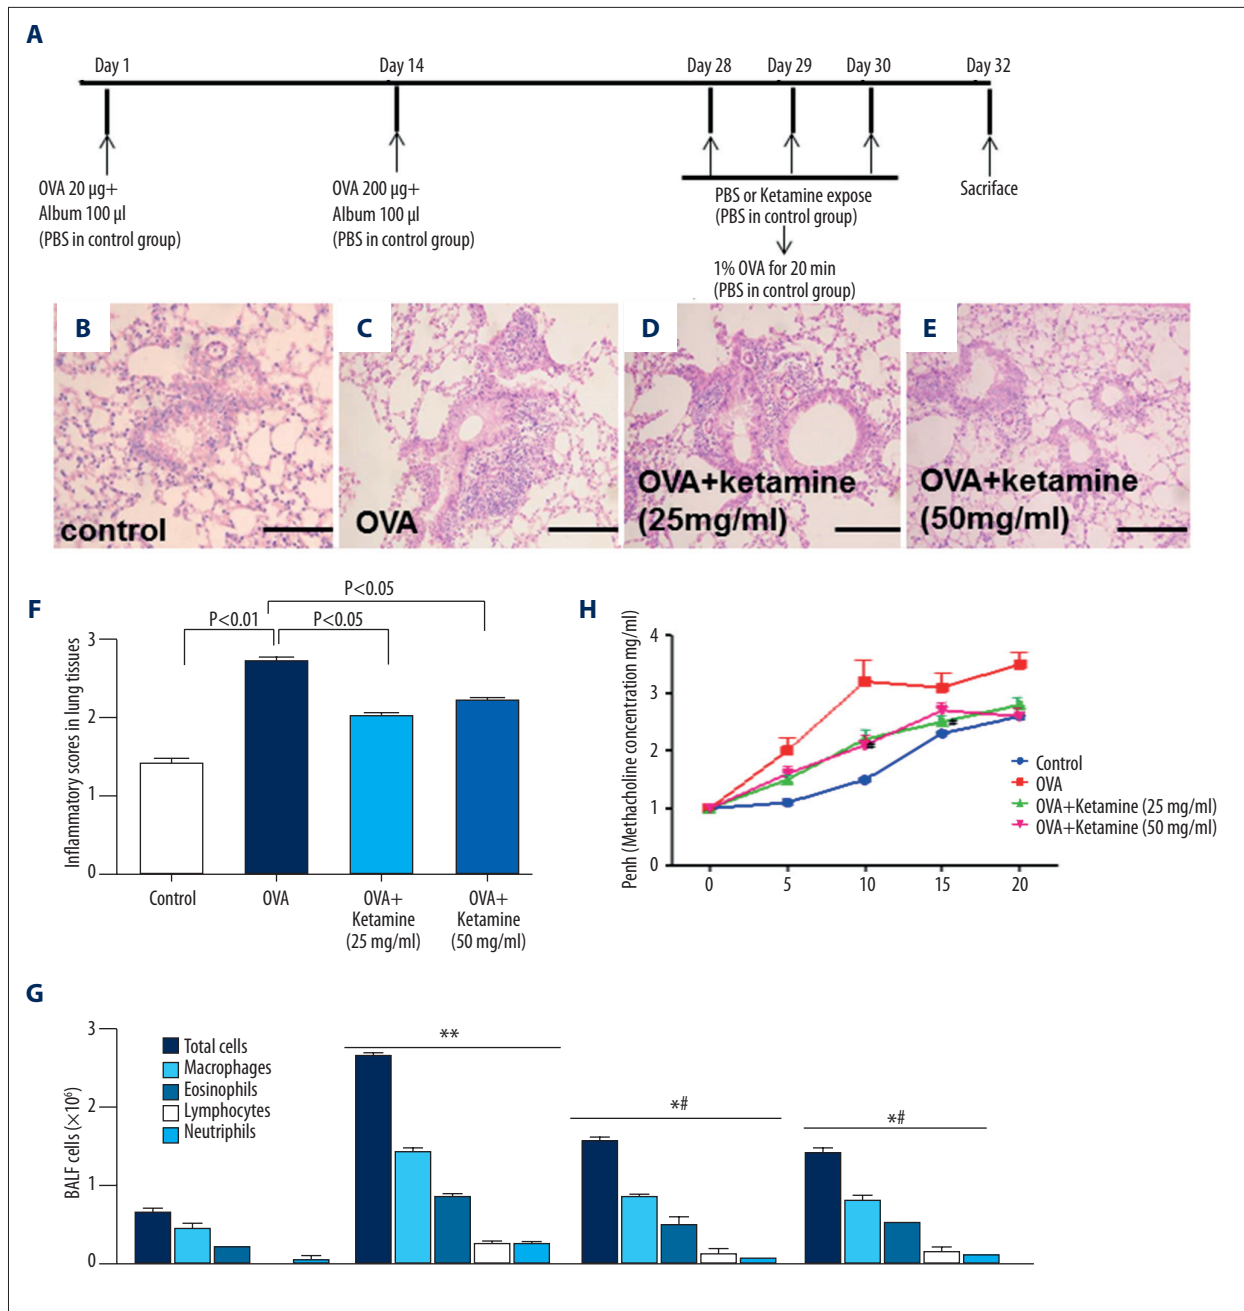 A
Day 1
Day 14
Day 28
Day 29
Day 30
Day 32
OVA 20 µg+
Album 100 µl
(PBS in control group)
OVA 200 µg+
Album 100 µl
(PBS in control group)
PBS or Ketamine expose
(PBS in control group)
1% OVA for 20 min
(PBS in control group)
Sacriface
B
control
C
OVA
D
OVA+ketamine
(25mg/ml)
E
OVA+ketamine
(50mg/ml)
F
P<0.05
P<0.01
P<0.05
Inflammatory scores in lung tissues
3
2
1
0
Control
OVA
OVA+
Ketamine
(25 mg/ml)
OVA+
Ketamine
(50 mg/ml)
H
Penh (Methacholine concentration mg/ml)
4
3
2
1
0
0
5
10
15
20
#
#
Control
OVA
OVA+Ketamine (25 mg/ml)
OVA+Ketamine (50 mg/ml)
G
BALF cells (×10⁶)
3
2
1
0
Total cells
Macrophages
Eosinophils
Lymphocytes
Neutriphils
**
*#
*#